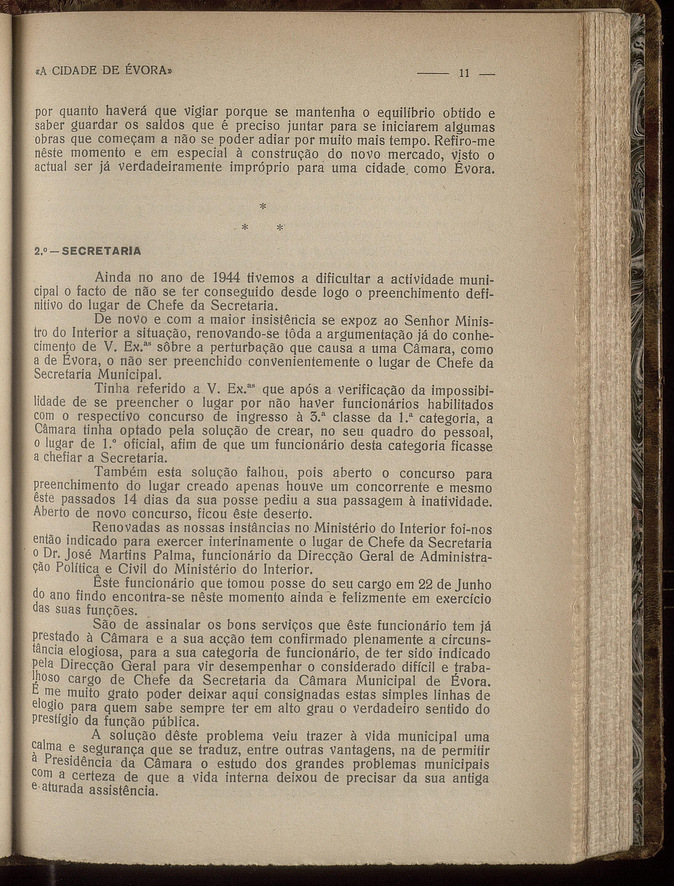 «A CIDADE DE ÉVORA»
— 11 —
por quanto haverá que vigiar porque se mantenha o equilíbrio obtido e
saber guardar os saldos que é preciso juntar para se iniciarem algumas
obras que começam a não se poder adiar por muito mais tempo. Refiro-me
nêste momento e em especial à construção do novo mercado, visto o
actual ser já verdadeiramente impróprio para uma cidade como Évora.
*
* *
2.º — SECRETARIA
Ainda no ano de 1944 tivemos a dificultar a actividade muni-
cipal o facto de não se ter conseguido desde logo o preenchimento defi-
nitivo do lugar de Chefe da Secretaria.
De novo e com a maior insistência se expoz ao Senhor Minis-
tro do Interior a situação, renovando-se tôda a argumentação já do conhe-
cimento de V. Ex.ªˢ sôbre a perturbação que causa a uma Câmara, como
a de Évora, o não ser preenchido convenientemente o lugar de Chefe da
Secretaria Municipal.
Tinha referido a V. Ex.ªˢ que após a verificação da impossibi-
lidade de se preencher o lugar por não haver funcionários habilitados
com o respectivo concurso de ingresso à 3.ª classe da 1.ª categoria, a
Câmara tinha optado pela solução de crear, no seu quadro do pessoal,
o lugar de 1.º oficial, afim de que um funcionário desta categoria ficasse
a chefiar a Secretaria.
Também esta solução falhou, pois aberto o concurso para
preenchimento do lugar creado apenas houve um concorrente e mesmo
êste passados 14 dias da sua posse pediu a sua passagem à inatividade.
Aberto de novo concurso, ficou êste deserto.
Renovadas as nossas instâncias no Ministério do Interior foi-nos
então indicado para exercer interinamente o lugar de Chefe da Secretaria
o Dr. José Martins Palma, funcionário da Direcção Geral de Administra-
ção Política e Civil do Ministério do Interior.
Êste funcionário que tomou posse do seu cargo em 22 de Junho
do ano findo encontra-se nêste momento ainda e felizmente em exercício
das suas funções.
São de assinalar os bons serviços que êste funcionário tem já
prestado à Câmara e a sua acção tem confirmado plenamente a circuns-
tância elogiosa, para a sua categoria de funcionário, de ter sido indicado
pela Direcção Geral para vir desempenhar o considerado difícil e traba-
lhoso cargo de Chefe da Secretaria da Câmara Municipal de Évora.
É me muito grato poder deixar aqui consignadas estas simples linhas de
elogio para quem sabe sempre ter em alto grau o verdadeiro sentido do
prestígio da função pública.
A solução dêste problema veiu trazer à vida municipal uma
calma e segurança que se traduz, entre outras vantagens, na de permitir
à Presidência da Câmara o estudo dos grandes problemas municipais
com a certeza de que a vida interna deixou de precisar da sua antiga
e aturada assistência.